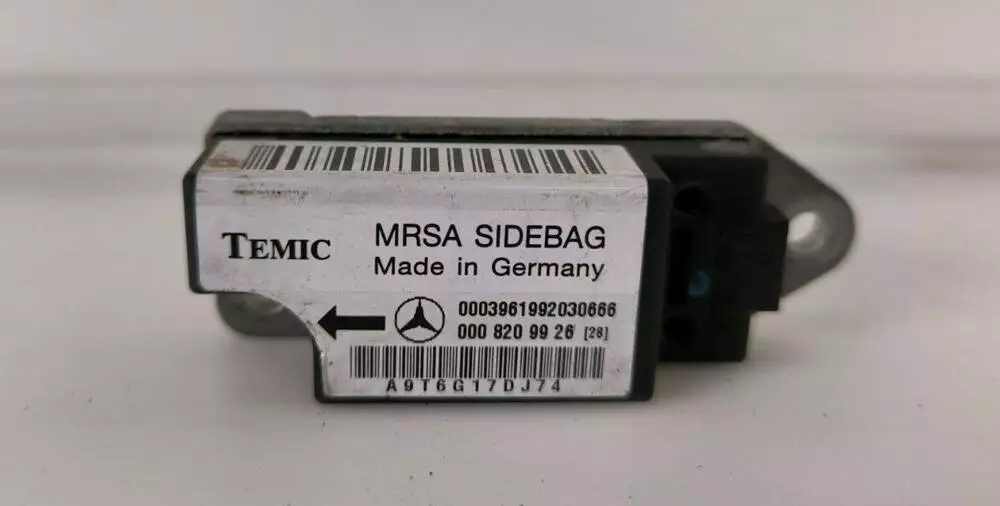 TEMIC
MRSA SIDEBAG
Made in Germany
0003961992030666
000 820 99 26 [28]
A9T6G17DJ74